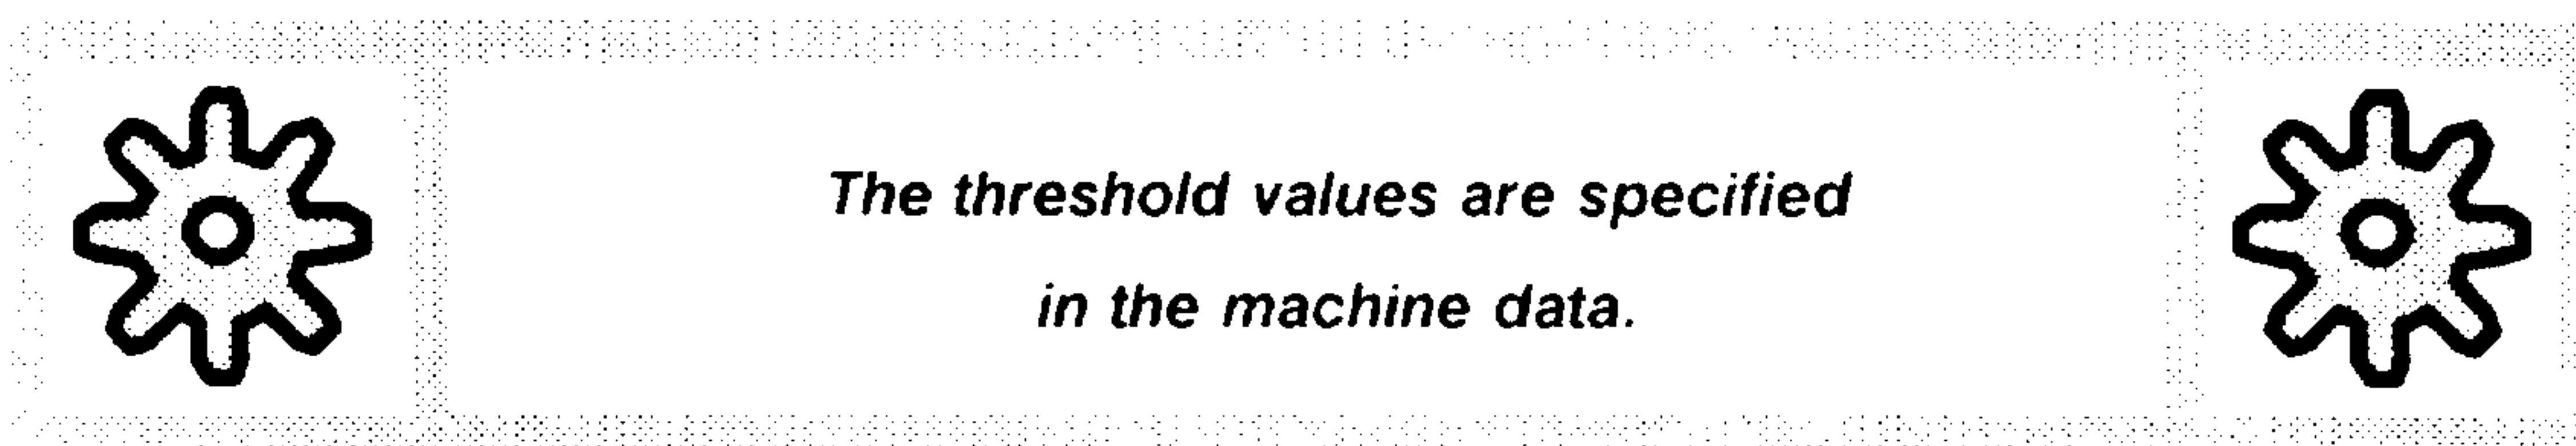 The threshold values are specified
in the machine data.